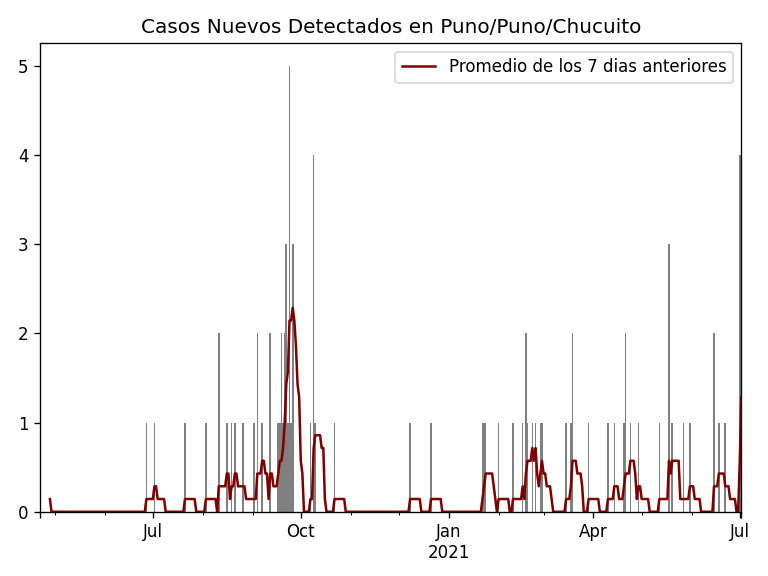 Casos Nuevos Detectados en Puno/Puno/Chucuito
Promedio de los 7 dias anteriores
5
4
3
2
1
0
Jul
Oct
Jan
2021
Apr
Jul